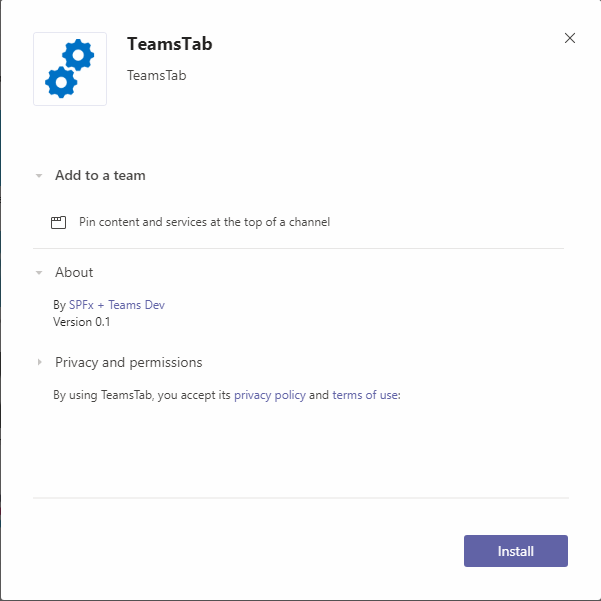 TeamsTab
TeamsTab
Add to a team
Pin content and services at the top of a channel
About
By SPFx + Teams Dev
Version 0.1
Privacy and permissions
By using TeamsTab, you accept its privacy policy and terms of use:
Install